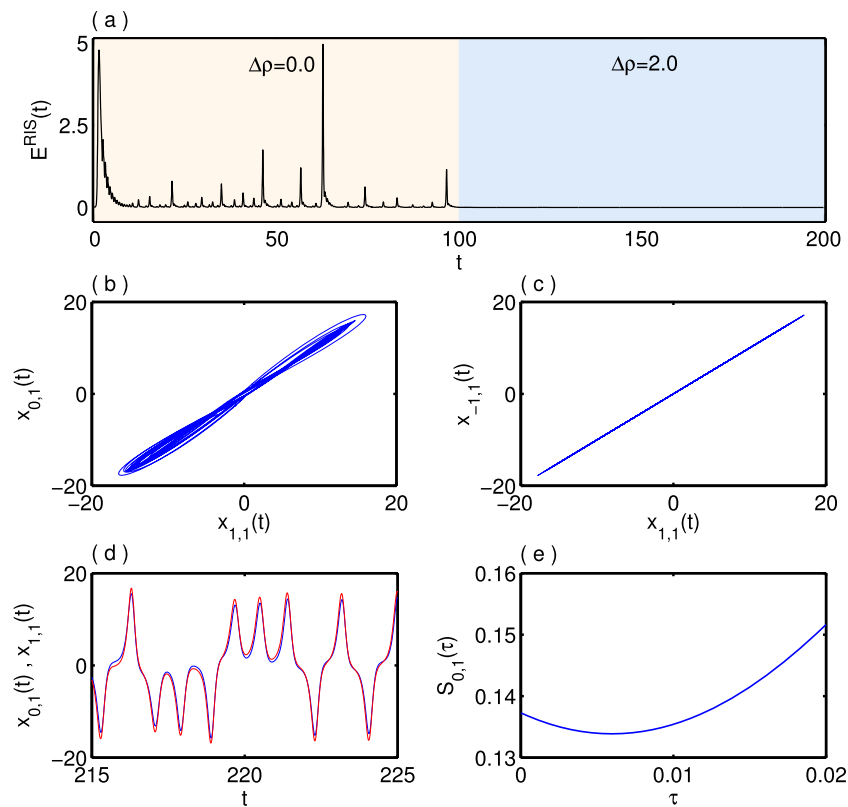 ( a )
5
2.5
0
E^RIS(t)
Δρ=0.0
Δρ=2.0
0
50
100
150
200
t
( b )
20
0
−20
x_0,1(t)
−20
0
20
x_1,1(t)
( c )
20
0
−20
x_−1,1(t)
−20
0
20
x_1,1(t)
( d )
20
0
−20
x_0,1(t) , x_1,1(t)
215
220
225
t
( e )
0.16
0.15
0.14
0.13
S_0,1(τ)
0
0.01
0.02
τ